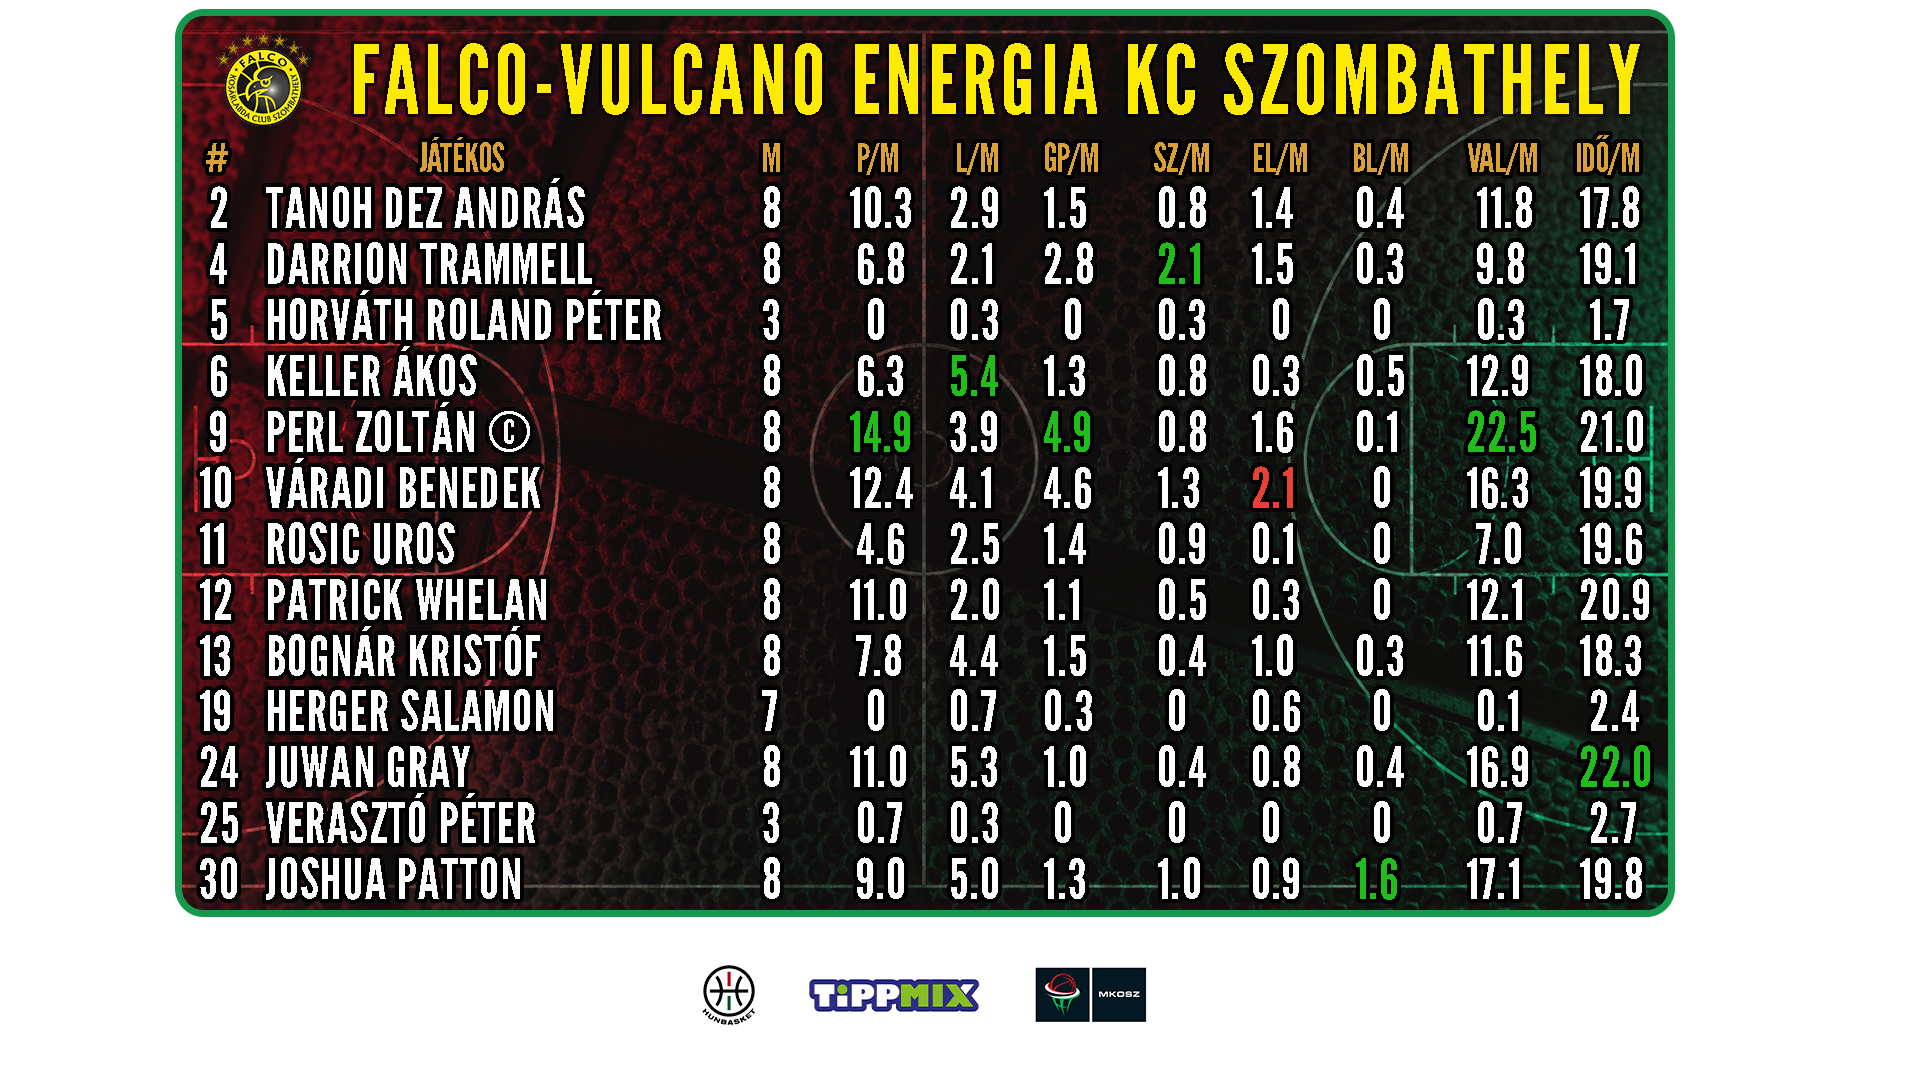 FALCO
KOSÁRLABDA CLUB SZOMBATHELY
FALCO-VULCANO ENERGIA KC SZOMBATHELY
# JÁTÉKOS M P/M L/M GP/M SZ/M EL/M BL/M VAL/M IDŐ/M
2 TANOH DEZ ANDRÁS 8 10.3 2.9 1.5 0.8 1.4 0.4 11.8 17.8
4 DARRION TRAMMELL 8 6.8 2.1 2.8 2.1 1.5 0.3 9.8 19.1
5 HORVÁTH ROLAND PÉTER 3 0 0.3 0 0.3 0 0 0.3 1.7
6 KELLER ÁKOS 8 6.3 5.4 1.3 0.8 0.3 0.5 12.9 18.0
9 PERL ZOLTÁN © 8 14.9 3.9 4.9 0.8 1.6 0.1 22.5 21.0
10 VÁRADI BENEDEK 8 12.4 4.1 4.6 1.3 2.1 0 16.3 19.9
11 ROSIC UROS 8 4.6 2.5 1.4 0.9 0.1 0 7.0 19.6
12 PATRICK WHELAN 8 11.0 2.0 1.1 0.5 0.3 0 12.1 20.9
13 BOGNÁR KRISTÓF 8 7.8 4.4 1.5 0.4 1.0 0.3 11.6 18.3
19 HERGER SALAMON 7 0 0.7 0.3 0 0.6 0 0.1 2.4
24 JUWAN GRAY 8 11.0 5.3 1.0 0.4 0.8 0.4 16.9 22.0
25 VERASZTÓ PÉTER 3 0.7 0.3 0 0 0 0 0.7 2.7
30 JOSHUA PATTON 8 9.0 5.0 1.3 1.0 0.9 1.6 17.1 19.8
HUNBASKET
TiPPMIX
MKOSZ